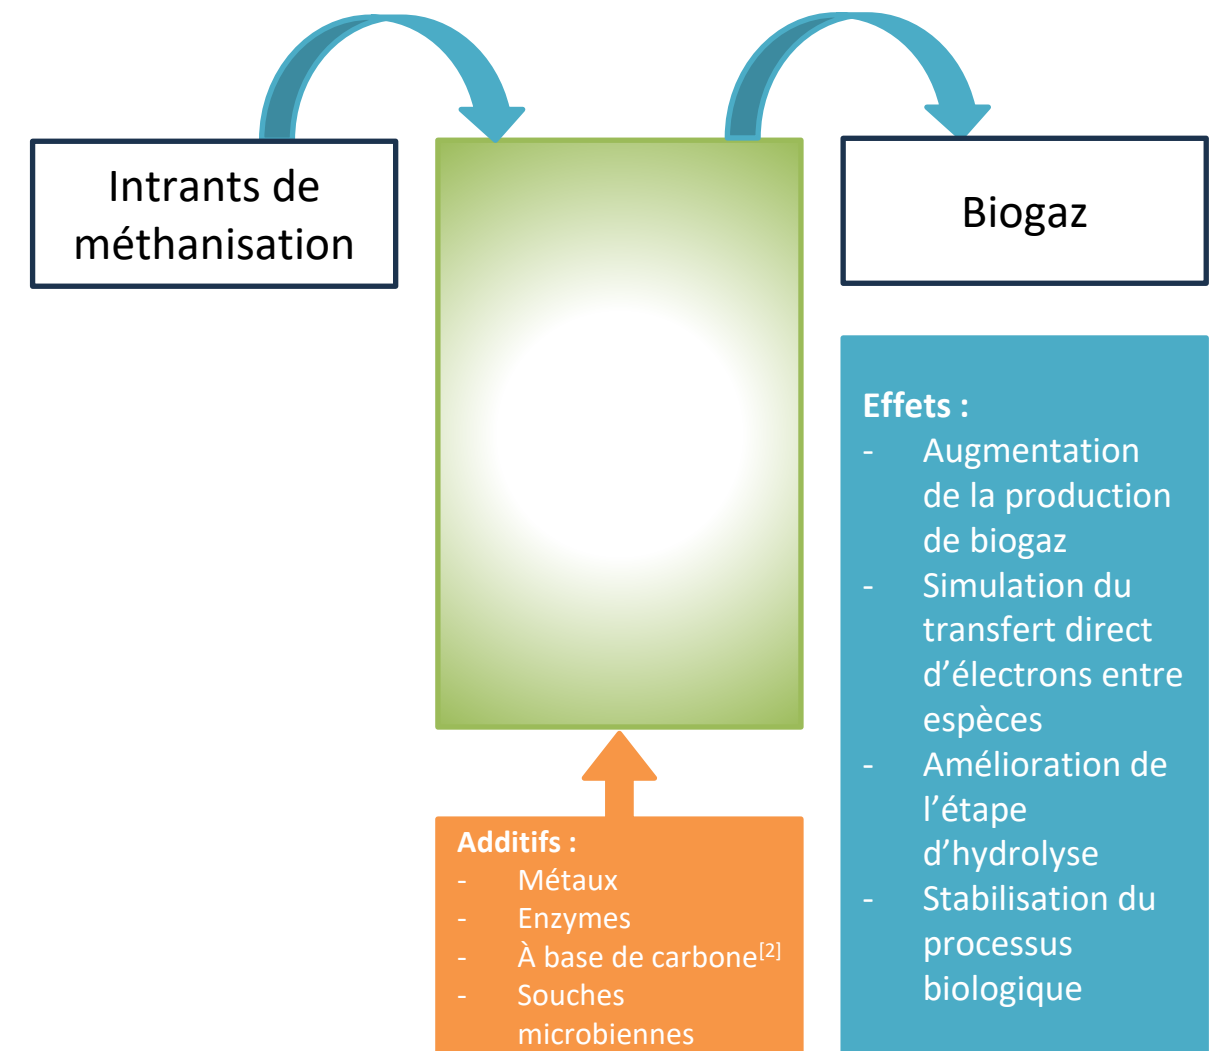 Intrants de
méthanisation
Biogaz
Effets :
- Augmentation
de la production
de biogaz
- Simulation du
transfert direct
d’électrons entre
espèces
- Amélioration de
l’étape
d’hydrolyse
- Stabilisation du
processus
biologique
Additifs :
- Métaux
- Enzymes
- À base de carbone[2]
- Souches
microbiennes